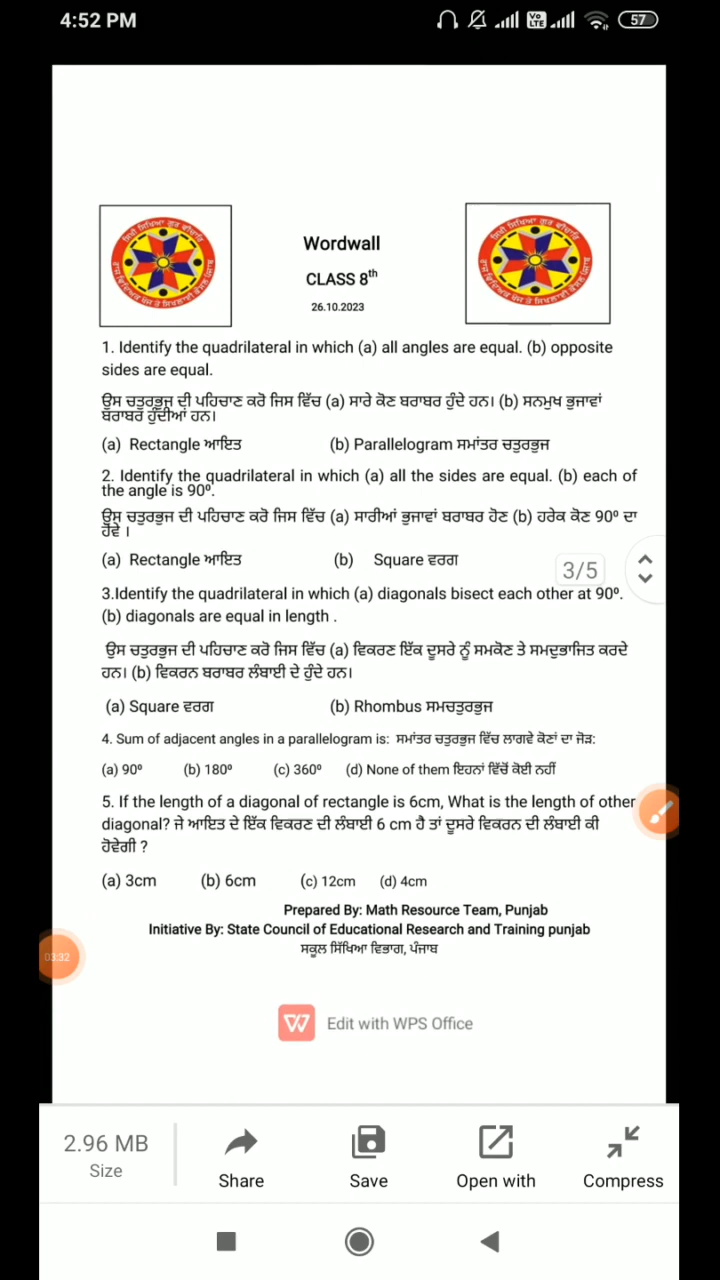 4:52 PM
Vo LTE
57
Wordwall
CLASS 8th
26.10.2023
1. Identify the quadrilateral in which (a) all angles are equal. (b) opposite
sides are equal.
ਉਸ ਚਤੁਰਭੁਜ ਦੀ ਪਹਿਚਾਣ ਕਰੋ ਜਿਸ ਵਿੱਚ (a) ਸਾਰੇ ਕੋਣ ਬਰਾਬਰ ਹੁੰਦੇ ਹਨ। (b) ਸਨਮੁਖ ਭੁਜਾਵਾਂ
ਬਰਾਬਰ ਹੁੰਦੀਆਂ ਹਨ।
(a) Rectangle ਆਇਤ (b) Parallelogram ਸਮਾਂਤਰ ਚਤੁਰਭੁਜ
2. Identify the quadrilateral in which (a) all the sides are equal. (b) each of
the angle is 90º.
ਉਸ ਚਤੁਰਭੁਜ ਦੀ ਪਹਿਚਾਣ ਕਰੋ ਜਿਸ ਵਿੱਚ (a) ਸਾਰੀਆਂ ਭੁਜਾਵਾਂ ਬਰਾਬਰ ਹੋਣ (b) ਹਰੇਕ ਕੋਣ 90º ਦਾ
ਹੋਵੇ ।
(a) Rectangle ਆਇਤ (b) Square ਵਰਗ
3/5
3.Identify the quadrilateral in which (a) diagonals bisect each other at 90º.
(b) diagonals are equal in length .
ਉਸ ਚਤੁਰਭੁਜ ਦੀ ਪਹਿਚਾਣ ਕਰੋ ਜਿਸ ਵਿੱਚ (a) ਵਿਕਰਣ ਇੱਕ ਦੂਸਰੇ ਨੂੰ ਸਮਕੋਣ ਤੇ ਸਮਦੁਭਾਜਿਤ ਕਰਦੇ
ਹਨ। (b) ਵਿਕਰਨ ਬਰਾਬਰ ਲੰਬਾਈ ਦੇ ਹੁੰਦੇ ਹਨ।
(a) Square ਵਰਗ (b) Rhombus ਸਮਚਤੁਰਭੁਜ
4. Sum of adjacent angles in a parallelogram is: ਸਮਾਂਤਰ ਚਤੁਰਭੁਜ ਵਿੱਚ ਲਾਗਵੇ ਕੋਣਾਂ ਦਾ ਜੋੜ:
(a) 90º (b) 180º (c) 360º (d) None of them ਇਹਨਾਂ ਵਿੱਚੋਂ ਕੋਈ ਨਹੀਂ
5. If the length of a diagonal of rectangle is 6cm, What is the length of other
diagonal? ਜੇ ਆਇਤ ਦੇ ਇੱਕ ਵਿਕਰਣ ਦੀ ਲੰਬਾਈ 6 cm ਹੈ ਤਾਂ ਦੂਸਰੇ ਵਿਕਰਨ ਦੀ ਲੰਬਾਈ ਕੀ
ਹੋਵੇਗੀ ?
(a) 3cm (b) 6cm (c) 12cm (d) 4cm
Prepared By: Math Resource Team, Punjab
Initiative By: State Council of Educational Research and Training punjab
ਸਕੂਲ ਸਿੱਖਿਆ ਵਿਭਾਗ, ਪੰਜਾਬ
03:32
Edit with WPS Office
2.96 MB
Size
Share
Save
Open with
Compress